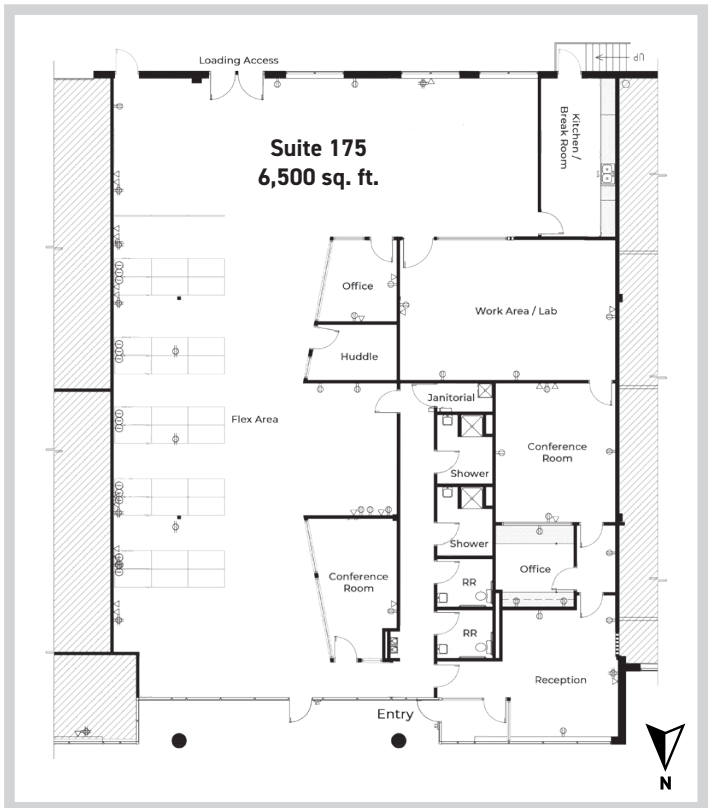 Loading Access
UP
Suite 175
6,500 sq. ft.
Kitchen /
Break Room
Office
Work Area / Lab
Huddle
Janitorial
Flex Area
Conference
Room
Shower
Shower
Office
Conference
Room
RR
RR
Reception
Entry
N